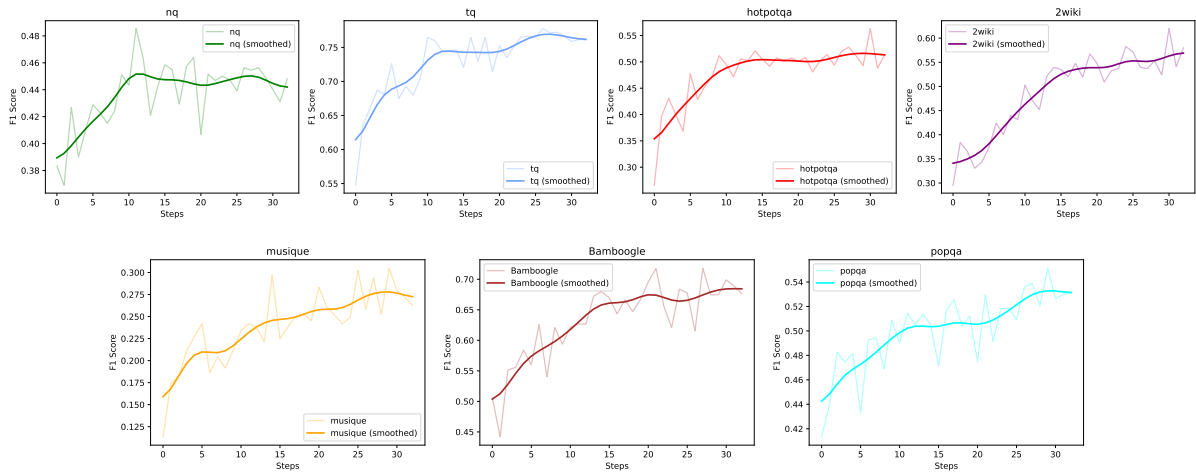 nq
F1 Score
0.48
0.46
0.44
0.42
0.40
0.38
nq
nq (smoothed)
0 5 10 15 20 25 30
Steps
tq
F1 Score
0.75
0.70
0.65
0.60
0.55
tq
tq (smoothed)
0 5 10 15 20 25 30
Steps
hotpotqa
F1 Score
0.55
0.50
0.45
0.40
0.35
0.30
hotpotqa
hotpotqa (smoothed)
0 5 10 15 20 25 30
Steps
2wiki
F1 Score
0.60
0.55
0.50
0.45
0.40
0.35
0.30
2wiki
2wiki (smoothed)
0 5 10 15 20 25 30
Steps
musique
F1 Score
0.300
0.275
0.250
0.225
0.200
0.175
0.150
0.125
musique
musique (smoothed)
0 5 10 15 20 25 30
Steps
Bamboogle
F1 Score
0.70
0.65
0.60
0.55
0.50
0.45
Bamboogle
Bamboogle (smoothed)
0 5 10 15 20 25 30
Steps
popqa
F1 Score
0.54
0.52
0.50
0.48
0.46
0.44
0.42
popqa
popqa (smoothed)
0 5 10 15 20 25 30
Steps